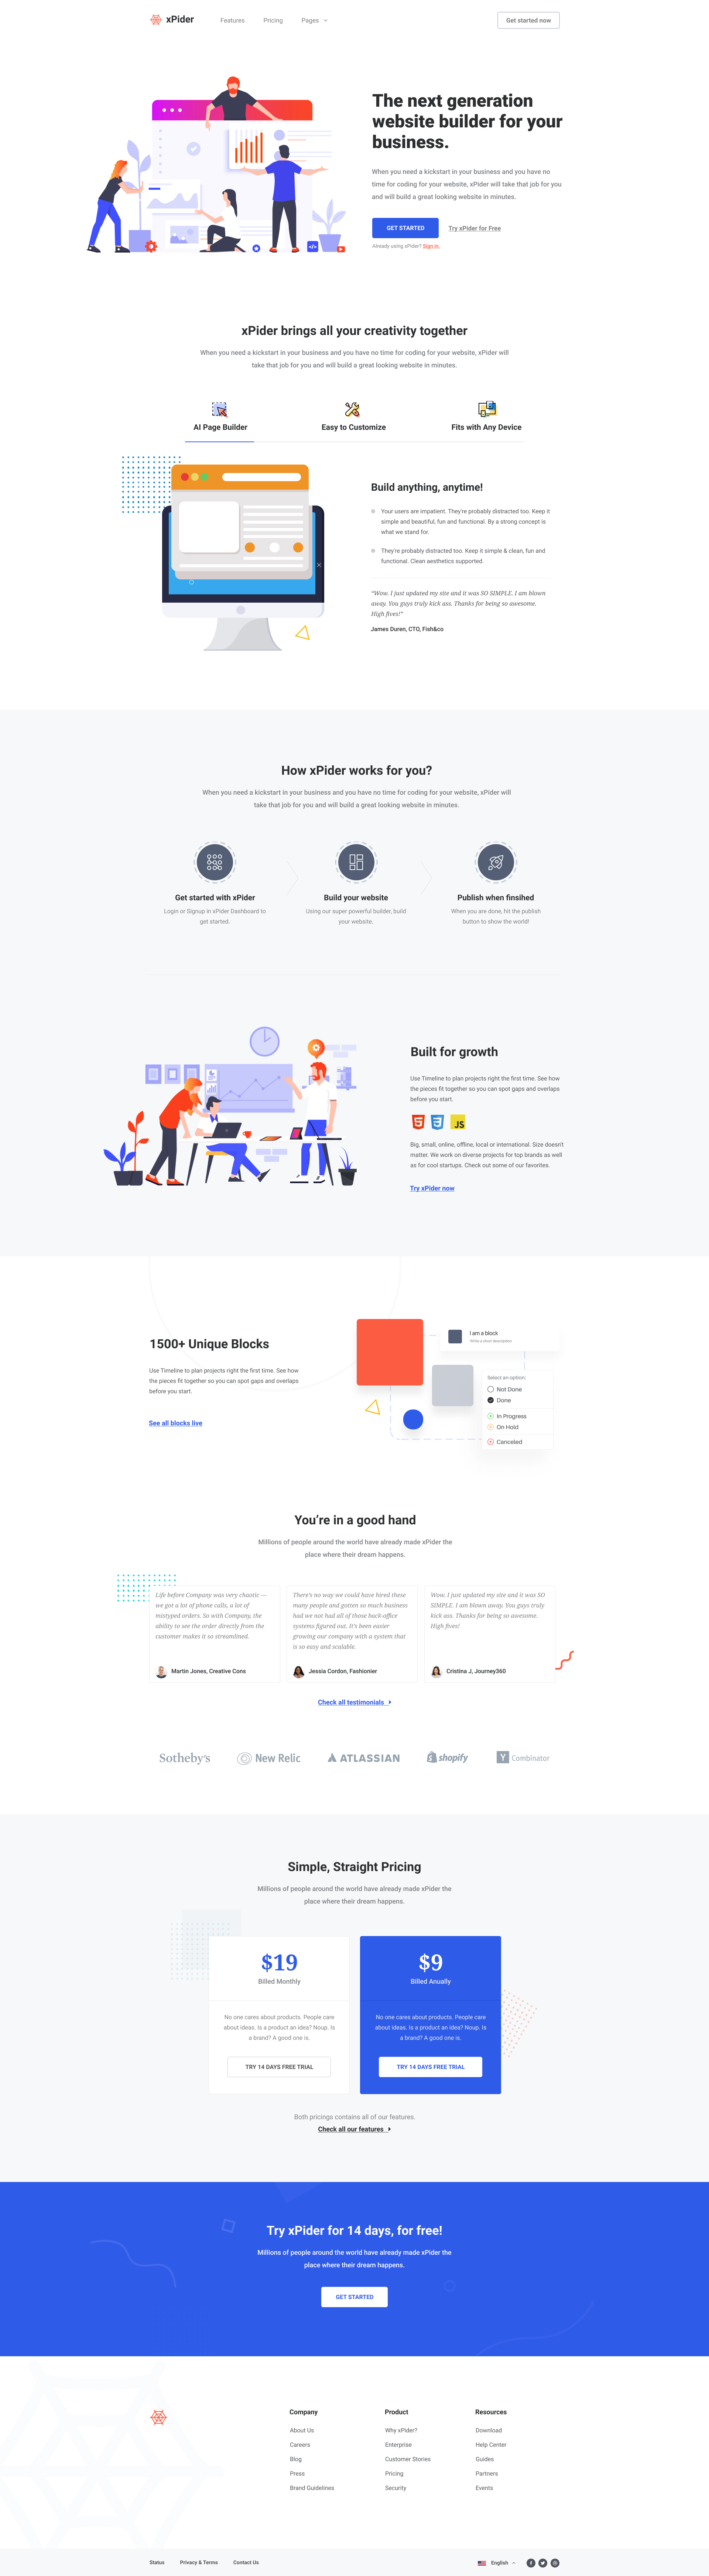 xPider
Features
Pricing
Pages
Get started now
The next generation
website builder for your
business.
When you need a kickstart in your business and you have no
time for coding for your website, xPider will take that job for you
and will build a great looking website in minutes.
GET STARTED
Try xPider for Free
Already using xPider? Sign in.
</>
xPider brings all your creativity together
When you need a kickstart in your business and you have no time for coding for your website, xPider will
take that job for you and will build a great looking website in minutes.
AI Page Builder
Easy to Customize
Fits with Any Device
Build anything, anytime!
Your users are impatient. They're probably distracted too. Keep it
simple and beautiful, fun and functional. By a strong concept is
what we stand for.
They're probably distracted too. Keep it simple & clean, fun and
functional. Clean aesthetics supported.
"Wow. I just updated my site and it was SO SIMPLE. I am blown
away. You guys truly kick ass. Thanks for being so awesome.
High fives!"
James Duren, CTO, Fish&co
How xPider works for you?
When you need a kickstart in your business and you have no time for coding for your website, xPider will
take that job for you and will build a great looking website in minutes.
Get started with xPider
Login or Signup in xPider Dashboard to
get started.
Build your website
Using our super powerful builder, build
your website.
Publish when finsihed
When you are done, hit the publish
button to show the world!
Built for growth
Use Timeline to plan projects right the first time. See how
the pieces fit together so you can spot gaps and overlaps
before you start.
5
3
JS
Big, small, online, offline, local or international. Size doesn't
matter. We work on diverse projects for top brands as well
as for cool startups. Check out some of our favorites.
Try xPider now
1500+ Unique Blocks
Use Timeline to plan projects right the first time. See how
the pieces fit together so you can spot gaps and overlaps
before you start.
See all blocks live
I am a block
Write a short description
Select an option:
Not Done
Done
In Progress
On Hold
Canceled
You're in a good hand
Millions of people around the world have already made xPider the
place where their dream happens.
Life before Company was very chaotic —
we got a lot of phone calls, a lot of
mistyped orders. So with Company, the
ability to see the order directly from the
customer makes it so streamlined.
Martin Jones, Creative Cons
There's no way we could have hired these
many people and gotten so much business
had we not had all of those back-office
systems figured out. It's been easier
growing our company with a system that
is so easy and scalable.
Jessia Cordon, Fashionier
Wow. I just updated my site and it was SO
SIMPLE. I am blown away. You guys truly
kick ass. Thanks for being so awesome.
High fives!
Cristina J, Journey360
Check all testimonials
Sotheby's
New Relic
ATLASSIAN
shopify
Y Combinator
Simple, Straight Pricing
Millions of people around the world have already made xPider the
place where their dream happens.
$19
Billed Monthly
No one cares about products. People care
about ideas. Is a product an idea? Noup. Is
a brand? A good one is.
TRY 14 DAYS FREE TRIAL
$9
Billed Anually
No one cares about products. People care
about ideas. Is a product an idea? Noup. Is
a brand? A good one is.
TRY 14 DAYS FREE TRIAL
Both pricings contains all of our features.
Check all our features
Try xPider for 14 days, for free!
Millions of people around the world have already made xPider the
place where their dream happens.
GET STARTED
Company
About Us
Careers
Blog
Press
Brand Guidelines
Product
Why xPider?
Enterprise
Customer Stories
Pricing
Security
Resources
Download
Help Center
Guides
Partners
Events
Status
Privacy & Terms
Contact Us
English